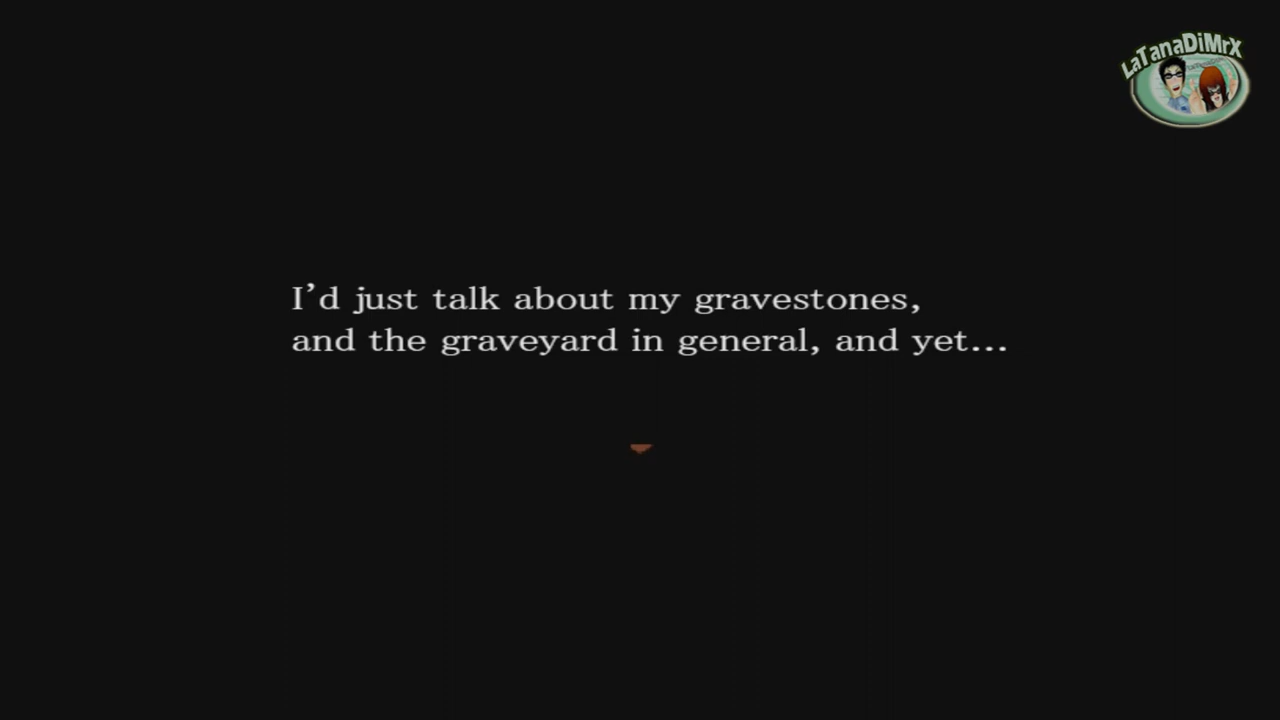 LaTanaDiMrX
I’d just talk about my gravestones,
and the graveyard in general, and yet...